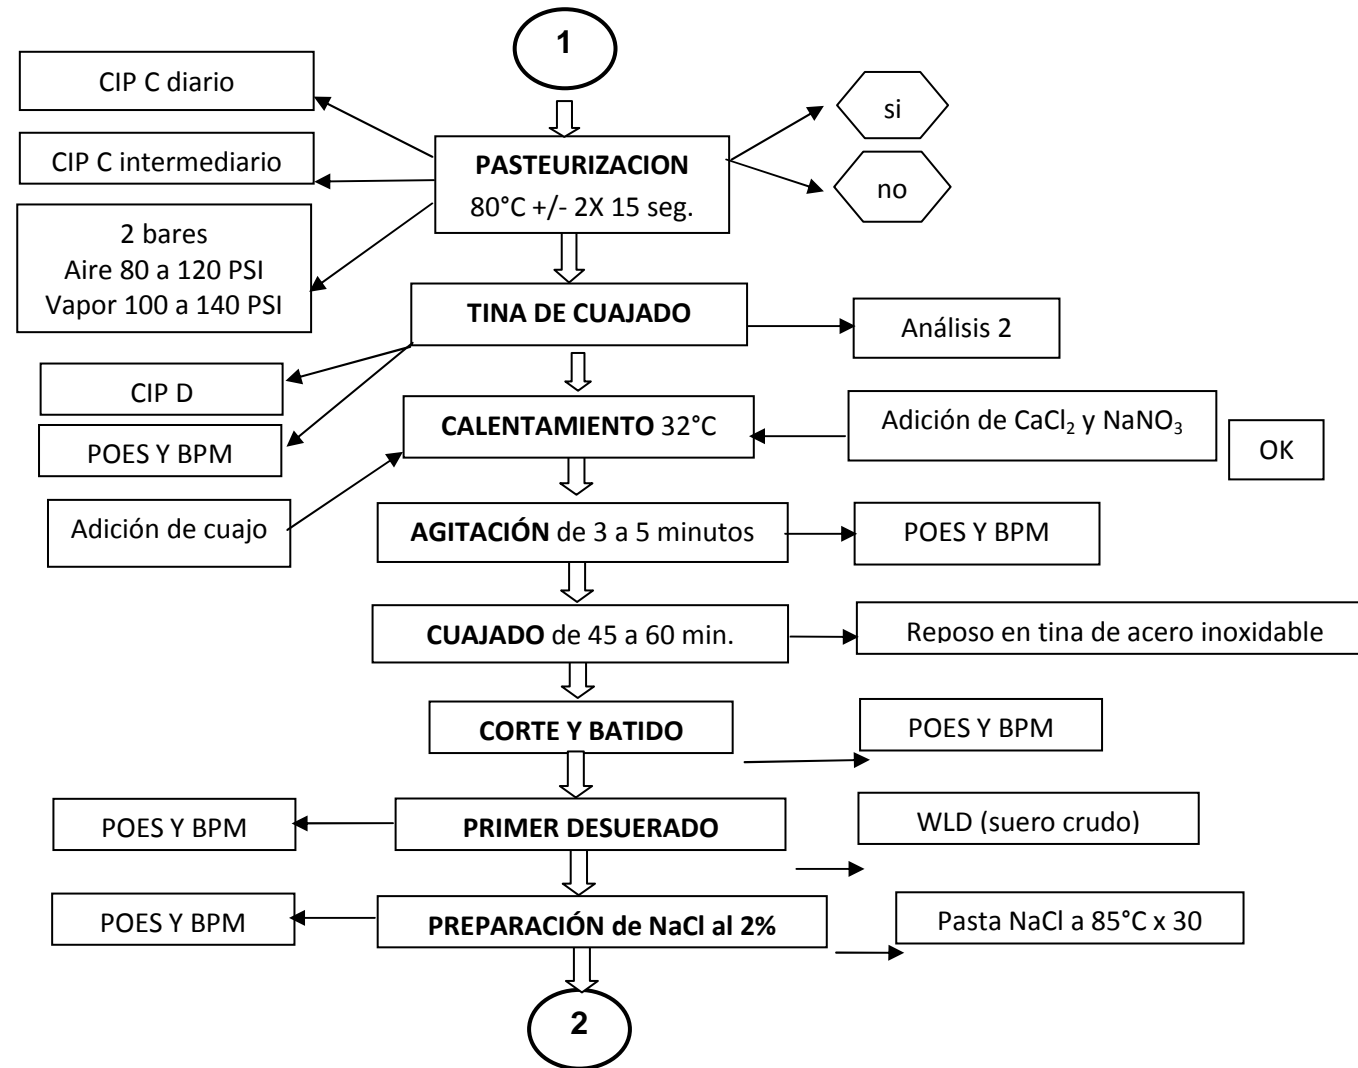 1
CIP C diario
si
CIP C intermediario
PASTEURIZACION
80°C +/- 2X 15 seg.
no
2 bares
Aire 80 a 120 PSI
Vapor 100 a 140 PSI
TINA DE CUAJADO
Análisis 2
CIP D
CALENTAMIENTO 32°C
Adición de CaCl₂ y NaNO₃
OK
POES Y BPM
Adición de cuajo
AGITACIÓN de 3 a 5 minutos
POES Y BPM
CUAJADO de 45 a 60 min.
Reposo en tina de acero inoxidable
CORTE Y BATIDO
POES Y BPM
POES Y BPM
PRIMER DESUERADO
WLD (suero crudo)
POES Y BPM
PREPARACIÓN de NaCl al 2%
Pasta NaCl a 85°C x 30
2